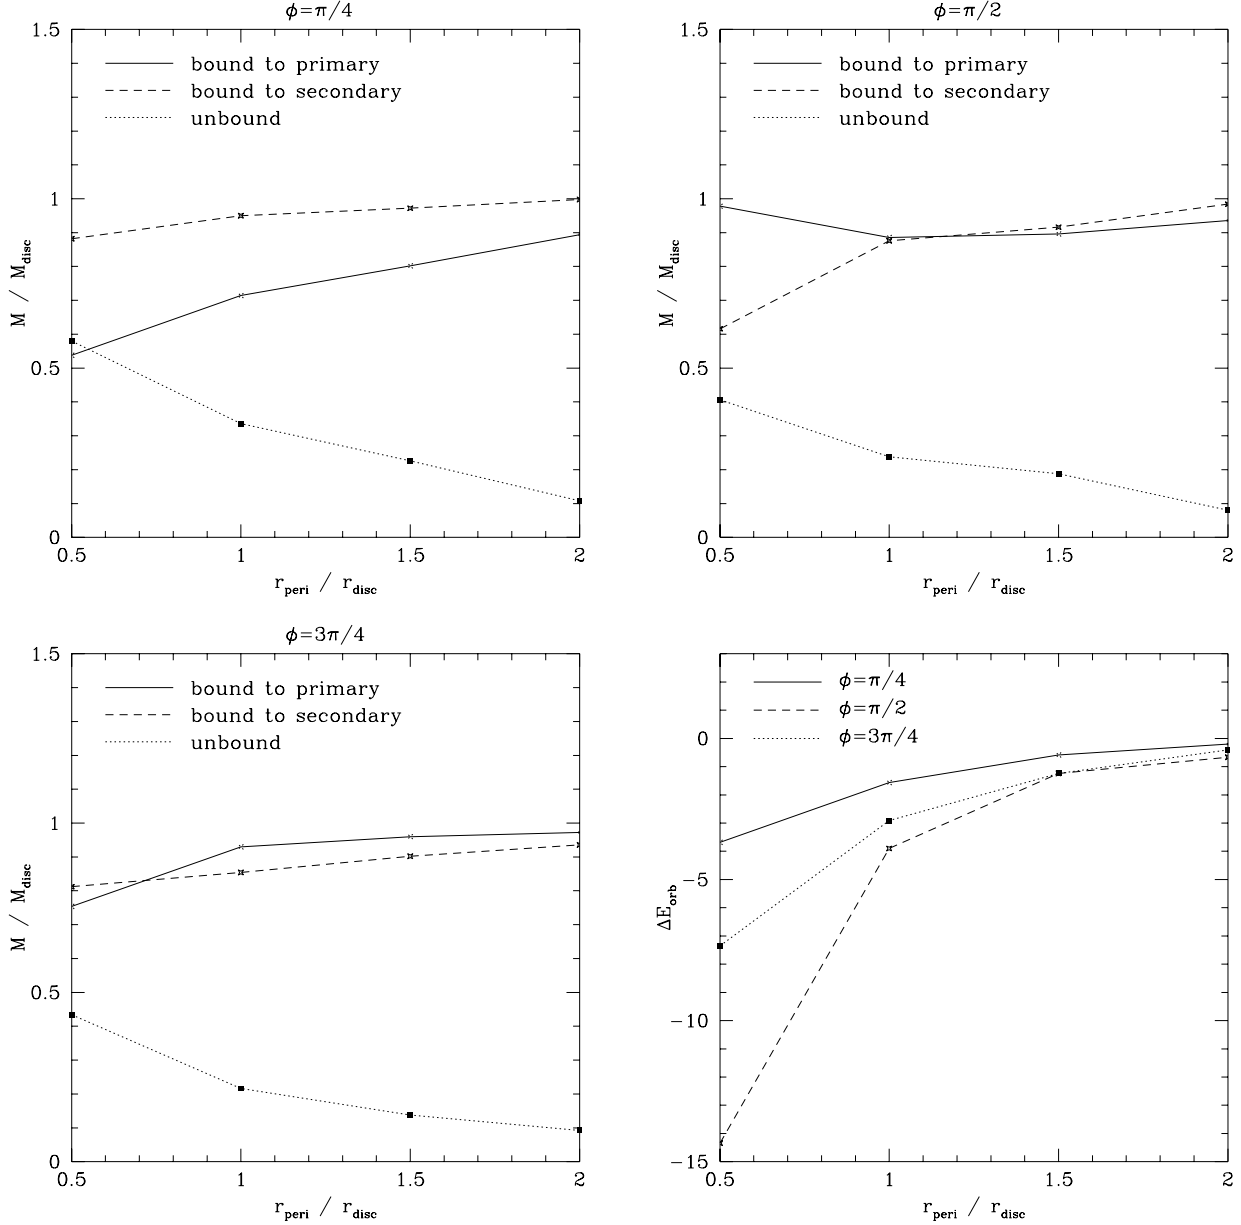 ϕ=π/4
1.5
1
0.5
0
bound to primary
bound to secondary
unbound
M / M_disc
0.5 1 1.5 2
r_peri / r_disc
ϕ=π/2
1.5
1
0.5
0
bound to primary
bound to secondary
unbound
M / M_disc
0.5 1 1.5 2
r_peri / r_disc
ϕ=3π/4
1.5
1
0.5
0
bound to primary
bound to secondary
unbound
M / M_disc
0.5 1 1.5 2
r_peri / r_disc
ϕ=π/4
ϕ=π/2
ϕ=3π/4
0
−5
−10
−15
ΔE_orb
0.5 1 1.5 2
r_peri / r_disc